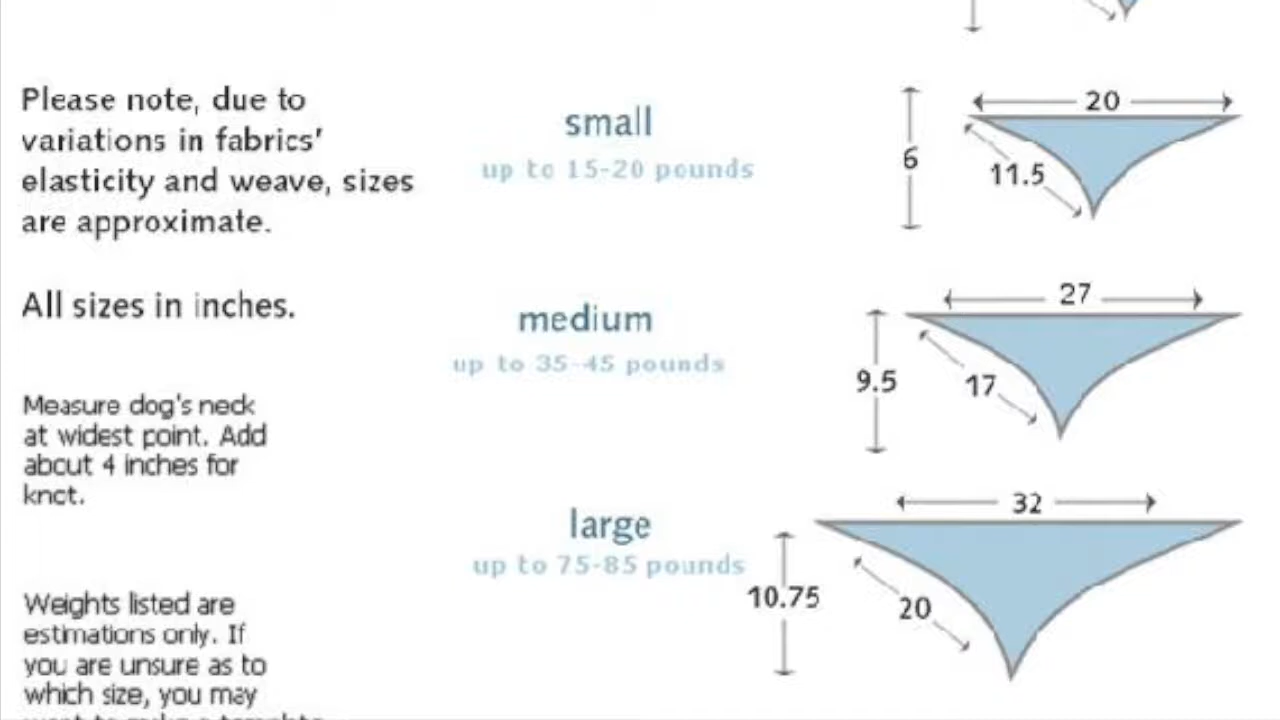 Please note, due to
variations in fabrics'
elasticity and weave, sizes
are approximate.
All sizes in inches.
Measure dog's neck
at widest point. Add
about 4 inches for
knot.
Weights listed are
estimations only. If
you are unsure as to
which size, you may
small
up to 15-20 pounds
20
6
11.5
medium
up to 35-45 pounds
27
9.5
17
large
up to 75-85 pounds
32
10.75
20